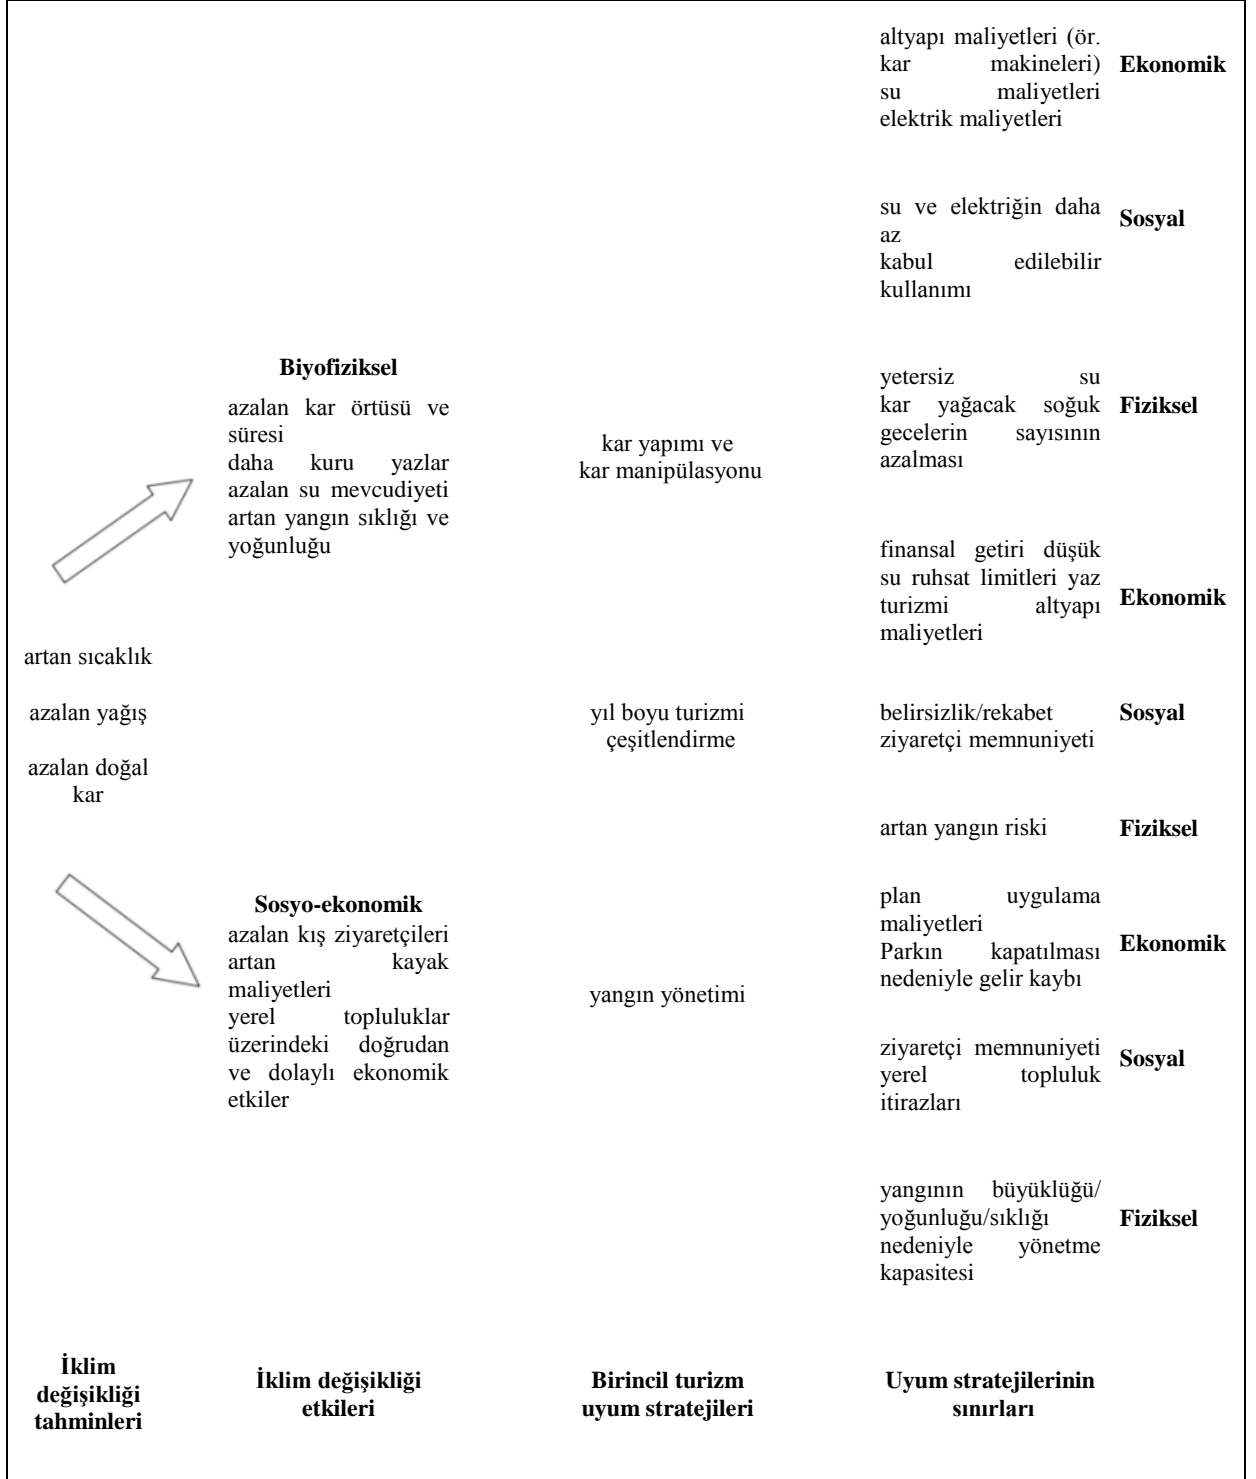 artan sıcaklık
azalan yağış
azalan doğal
kar
İklim
değişikliği
tahminleri
Biyofiziksel
azalan kar örtüsü ve
süresi
daha kuru yazlar
azalan su mevcudiyeti
artan yangın sıklığı ve
yoğunluğu
Sosyo-ekonomik
azalan kış ziyaretçileri
artan kayak
maliyetleri
yerel topluluklar
üzerindeki doğrudan
ve dolaylı ekonomik
etkiler
İklim değişikliği
etkileri
kar yapımı ve
kar manipülasyonu
yıl boyu turizmi
çeşitlendirme
yangın yönetimi
Birincil turizm
uyum stratejileri
altyapı maliyetleri (ör.
kar makineleri)
su maliyetleri
elektrik maliyetleri
Ekonomik
su ve elektriğin daha
az
kabul edilebilir
kullanımı
Sosyal
yetersiz su
kar yağacak soğuk
gecelerin sayısının
azalması
Fiziksel
finansal getiri düşük
su ruhsat limitleri yaz
turizmi altyapı
maliyetleri
Ekonomik
belirsizlik/rekabet
ziyaretçi memnuniyeti
Sosyal
artan yangın riski
Fiziksel
plan uygulama
maliyetleri
Parkın kapatılması
nedeniyle gelir kaybı
Ekonomik
ziyaretçi memnuniyeti
yerel topluluk
itirazları
Sosyal
yangının büyüklüğü/
yoğunluğu/sıklığı
nedeniyle yönetme
kapasitesi
Fiziksel
Uyum stratejilerinin
sınırları